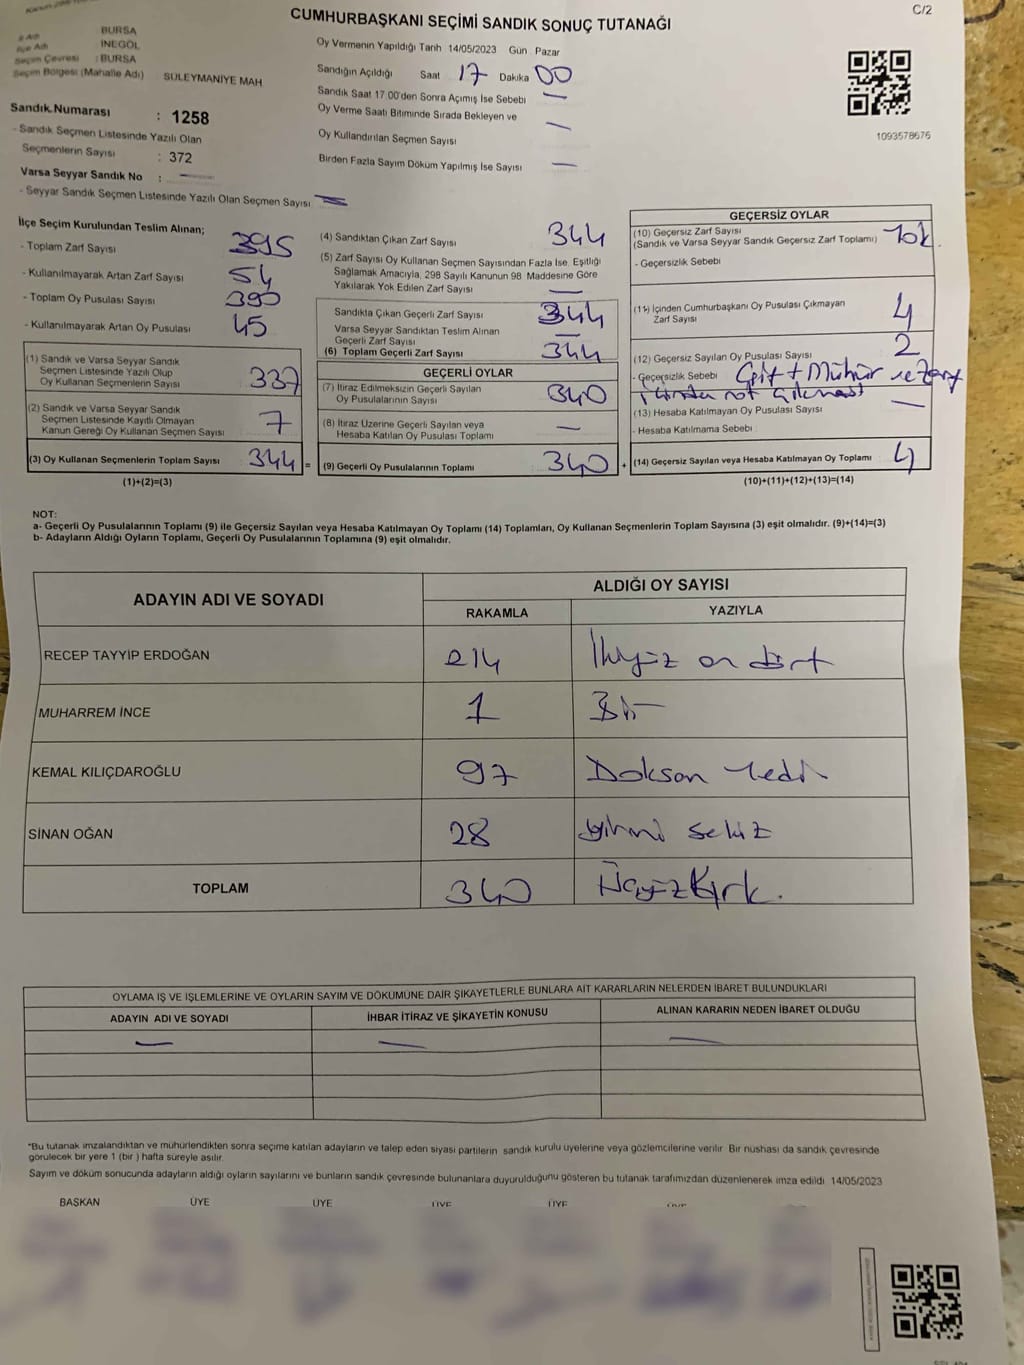 C/2
CUMHURBAŞKANI SEÇİMİ SANDIK SONUÇ TUTANAĞI
BURSA
İNEGÖL
Seçim Çevresi : BURSA
Seçim Bölgesi (Mahalle Adı) SÜLEYMANİYE MAH
Sandık Numarası : 1258
- Sandık Seçmen Listesinde Yazılı Olan
Seçmenlerin Sayısı : 372
Varsa Seyyar Sandık No : —
- Seyyar Sandık Seçmen Listesinde Yazılı Olan Seçmen Sayısı —
Oy Vermenin Yapıldığı Tarih 14/05/2023 Gün Pazar
Sandığın Açıldığı Saat 17 Dakika 00
Sandık Saat 17:00'den Sonra Açımış İse Sebebi —
Oy Verme Saati Bitiminde Sırada Bekleyen ve
Oy Kullandırılan Seçmen Sayısı —
Birden Fazla Sayım Döküm Yapılmış İse Sayısı —
1093578676
İlçe Seçim Kurulundan Teslim Alınan;
- Toplam Zarf Sayısı 395
- Kullanılmayarak Artan Zarf Sayısı 54
- Toplam Oy Pusulası Sayısı 390
- Kullanılmayarak Artan Oy Pusulası 45
(1) Sandık ve Varsa Seyyar Sandık
Seçmen Listesinde Yazılı Olup
Oy Kullanan Seçmenlerin Sayısı 337
(2) Sandık ve Varsa Seyyar Sandık
Seçmen Listesinde Kayıtlı Olmayan
Kanun Gereği Oy Kullanan Seçmen Sayısı 7
(3) Oy Kullanan Seçmenlerin Toplam Sayısı 344 =
(1)+(2)=(3)
(4) Sandıktan Çıkan Zarf Sayısı 344
(5) Zarf Sayısı Oy Kullanan Seçmen Sayısından Fazla İse, Eşitliği
Sağlamak Amacıyla, 298 Sayılı Kanunun 98 Maddesine Göre
Yakılarak Yok Edilen Zarf Sayısı —
Sandıkta Çıkan Geçerli Zarf Sayısı 344
Varsa Seyyar Sandıktan Teslim Alınan
Geçerli Zarf Sayısı —
(6) Toplam Geçerli Zarf Sayısı 344
GEÇERLİ OYLAR
(7) İtiraz Edilmeksizin Geçerli Sayılan
Oy Pusulalarının Sayısı 340
(8) İtiraz Üzerine Geçerli Sayılan veya
Hesaba Katılan Oy Pusulası Toplamı —
(9) Geçerli Oy Pusulalarının Toplamı 340 +
GEÇERSİZ OYLAR
(10) Geçersiz Zarf Sayısı
(Sandık ve Varsa Seyyar Sandık Geçersiz Zarf Toplamı) Yok.
- Geçersizlik Sebebi
(11) İçinden Cumhurbaşkanı Oy Pusulası Çıkmayan
Zarf Sayısı 4
(12) Geçersiz Sayılan Oy Pusulası Sayısı 2
- Geçersizlik Sebebi Çift + Mühür ve Zarf
içinden not çıkması
(13) Hesaba Katılmayan Oy Pusulası Sayısı —
- Hesaba Katılmama Sebebi
(14) Geçersiz Sayılan veya Hesaba Katılmayan Oy Toplamı 4
(10)+(11)+(12)+(13)=(14)
NOT:
a- Geçerli Oy Pusulalarının Toplamı (9) ile Geçersiz Sayılan veya Hesaba Katılmayan Oy Toplamı (14) Toplamları, Oy Kullanan Seçmenlerin Toplam Sayısına (3) eşit olmalıdır. (9)+(14)=(3)
b- Adayların Aldığı Oyların Toplamı, Geçerli Oy Pusulalarının Toplamına (9) eşit olmalıdır.
ADAYIN ADI VE SOYADI
ALDIĞI OY SAYISI
RAKAMLA YAZIYLA
RECEP TAYYİP ERDOĞAN 214 İkiyüz on dört
MUHARREM İNCE 1 Bir
KEMAL KILIÇDAROĞLU 97 Doksan Yedi
SİNAN OĞAN 28 yirmi sekiz
TOPLAM 340 ÜçyüzKırk.
OYLAMA İŞ VE İŞLEMLERİNE VE OYLARIN SAYIM VE DÖKÜMÜNE DAİR ŞİKAYETLERLE BUNLARA AİT KARARLARIN NELERDEN İBARET BULUNDUKLARI
ADAYIN ADI VE SOYADI İHBAR İTİRAZ VE ŞİKAYETİN KONUSU ALINAN KARARIN NEDEN İBARET OLDUĞU
— — —
*Bu tutanak imzalandıktan ve mühürlendikten sonra seçime katılan adayların ve talep eden siyasi partilerin sandık kurulu üyelerine veya gözlemcilerine verilir. Bir nüshası da sandık çevresinde
görülecek bir yere 1 (bir ) hafta süreyle asılır.
Sayım ve döküm sonucunda adayların aldığı oyların sayılarını ve bunların sandık çevresinde bulunanlara duyurulduğunu gösteren bu tutanak tarafımızdan düzenlenerek imza edildi 14/05/2023
BAŞKAN ÜYE ÜYE ÜYE ÜYE ÜYE